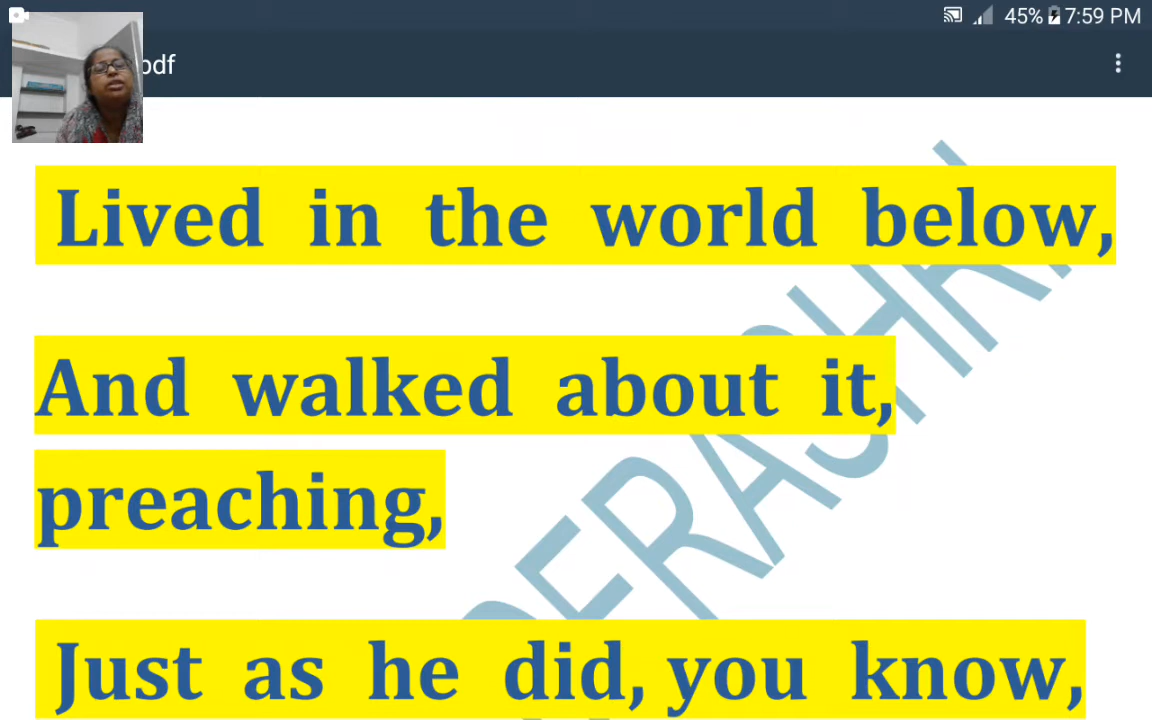 45% 7:59 PM
pdf
Lived in the world below,
And walked about it,
preaching,
Just as he did, you know,